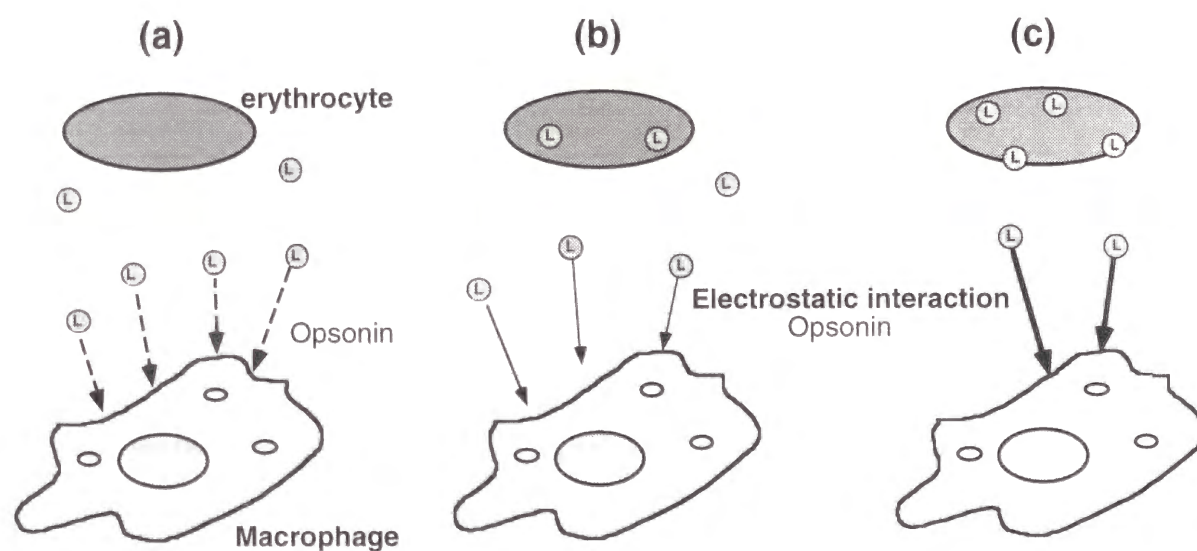 (a) (b) (c)
erythrocyte
L L L L
L L L
L L
L L L L L L
L
L
Electrostatic interaction
Opsonin Opsonin
Macrophage